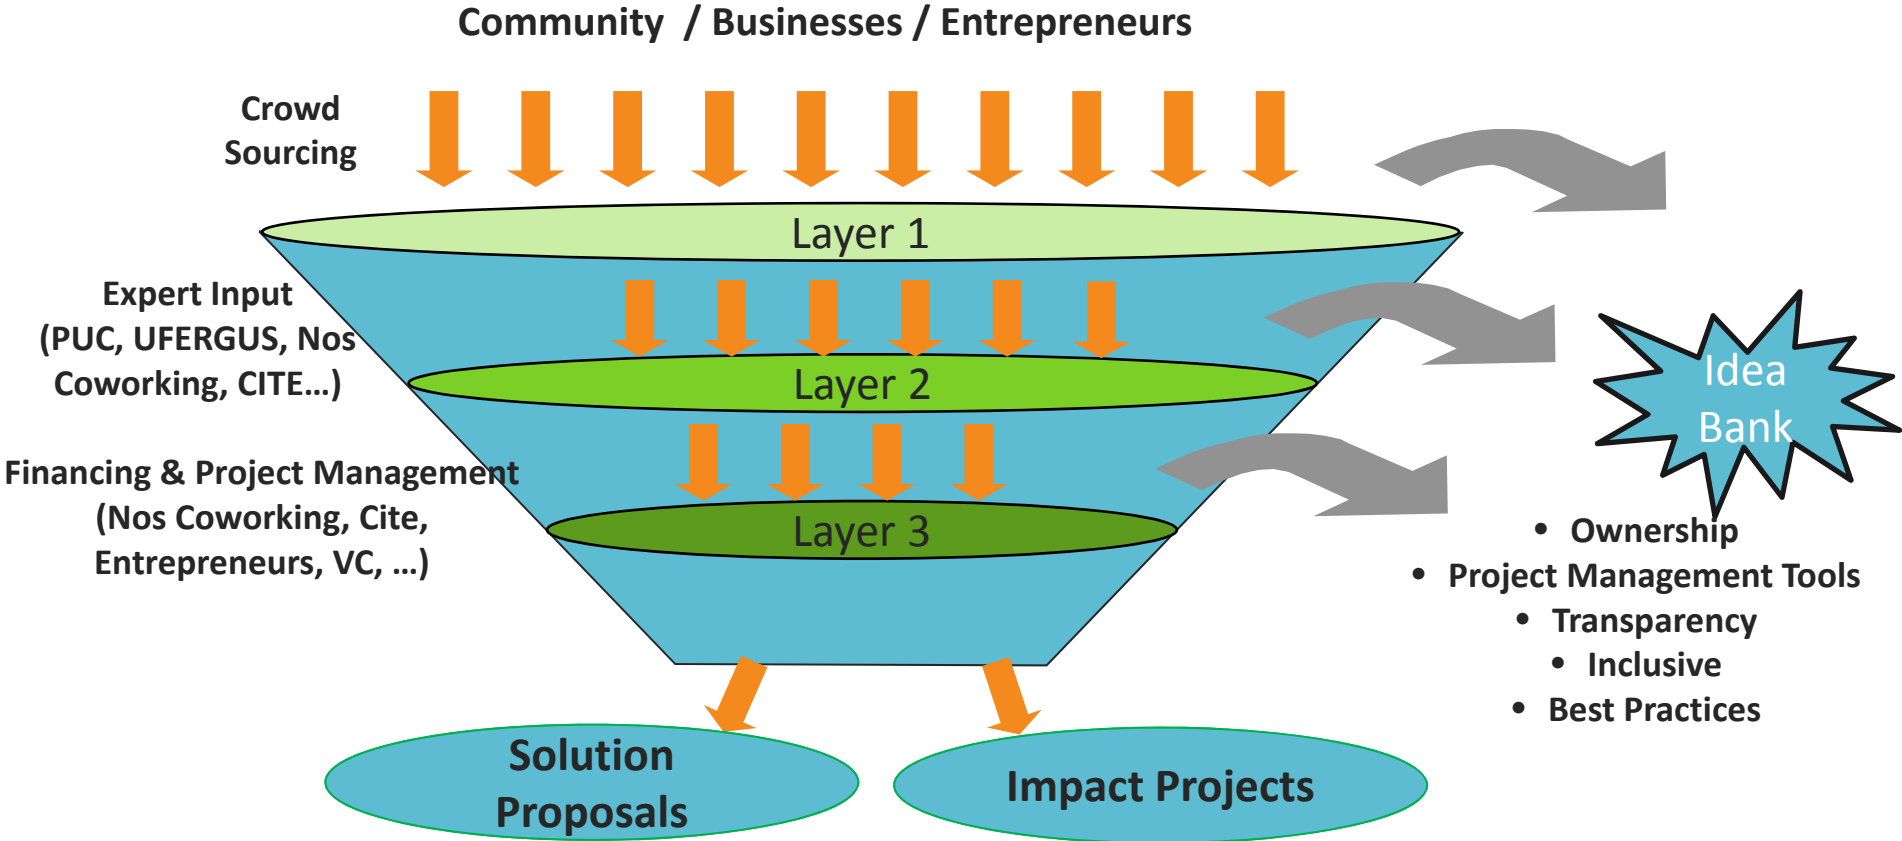 Community / Businesses / Entrepreneurs
Crowd
Sourcing
Layer 1
Expert Input
(PUC, UFERGUS, Nos
Coworking, CITE…)
Layer 2
Idea
Bank
Financing & Project Management
(Nos Coworking, Cite,
Entrepreneurs, VC, …)
Layer 3
• Ownership
• Project Management Tools
• Transparency
• Inclusive
• Best Practices
Solution
Proposals
Impact Projects